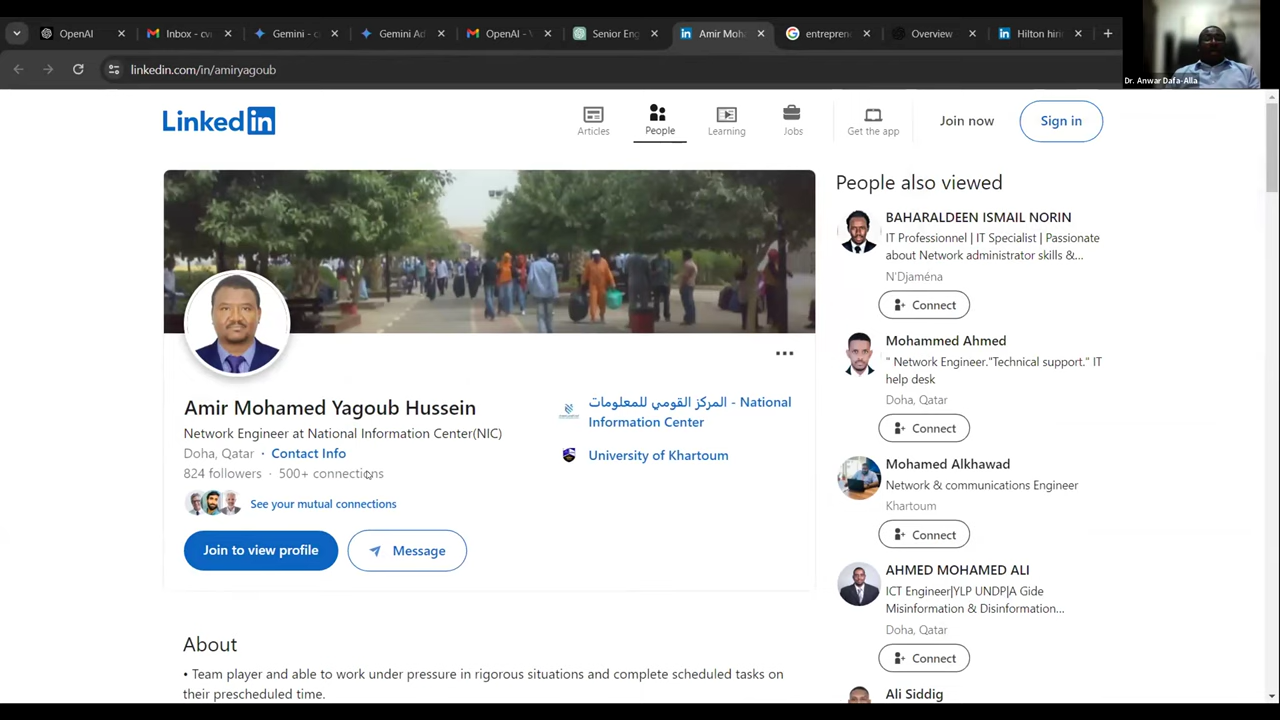 OpenAI
Inbox - cv
Gemini - c
Gemini Ad
OpenAI - V
Senior Eng
Amir Moh
entrepren
Overview
Hilton hiri
linkedin.com/in/amiryagoub
Dr. Anwar Dafa-Alla
Linked in
Articles
People
Learning
Jobs
Get the app
Join now
Sign in
Amir Mohamed Yagoub Hussein
Network Engineer at National Information Center(NIC)
Doha, Qatar · Contact Info
824 followers · 500+ connections
See your mutual connections
Join to view profile
Message
المركز القومي للمعلومات - National
Information Center
University of Khartoum
About
• Team player and able to work under pressure in rigorous situations and complete scheduled tasks on
their prescheduled time.
People also viewed
BAHARALDEEN ISMAIL NORIN
IT Professionnel | IT Specialist | Passionate
about Network administrator skills &...
N'Djaména
Connect
Mohammed Ahmed
" Network Engineer."Technical support." IT
help desk
Doha, Qatar
Connect
Mohamed Alkhawad
Network & communications Engineer
Khartoum
Connect
AHMED MOHAMED ALI
ICT Engineer|YLP UNDP|A Gide
Misinformation & Disinformation...
Doha, Qatar
Connect
Ali Siddig